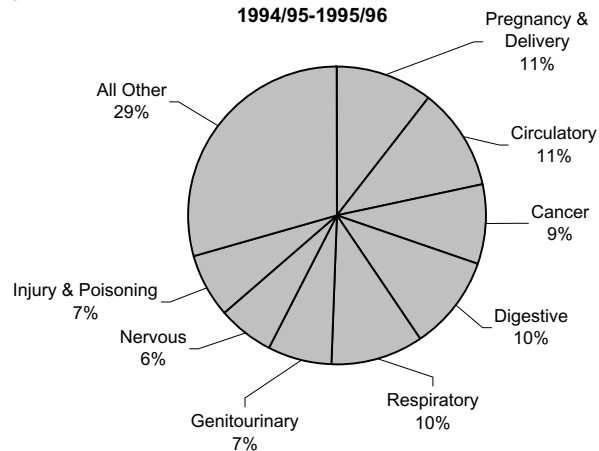 1994/95-1995/96
Pregnancy &
Delivery
11%
Circulatory
11%
Cancer
9%
Digestive
10%
Respiratory
10%
Genitourinary
7%
Nervous
6%
Injury & Poisoning
7%
All Other
29%